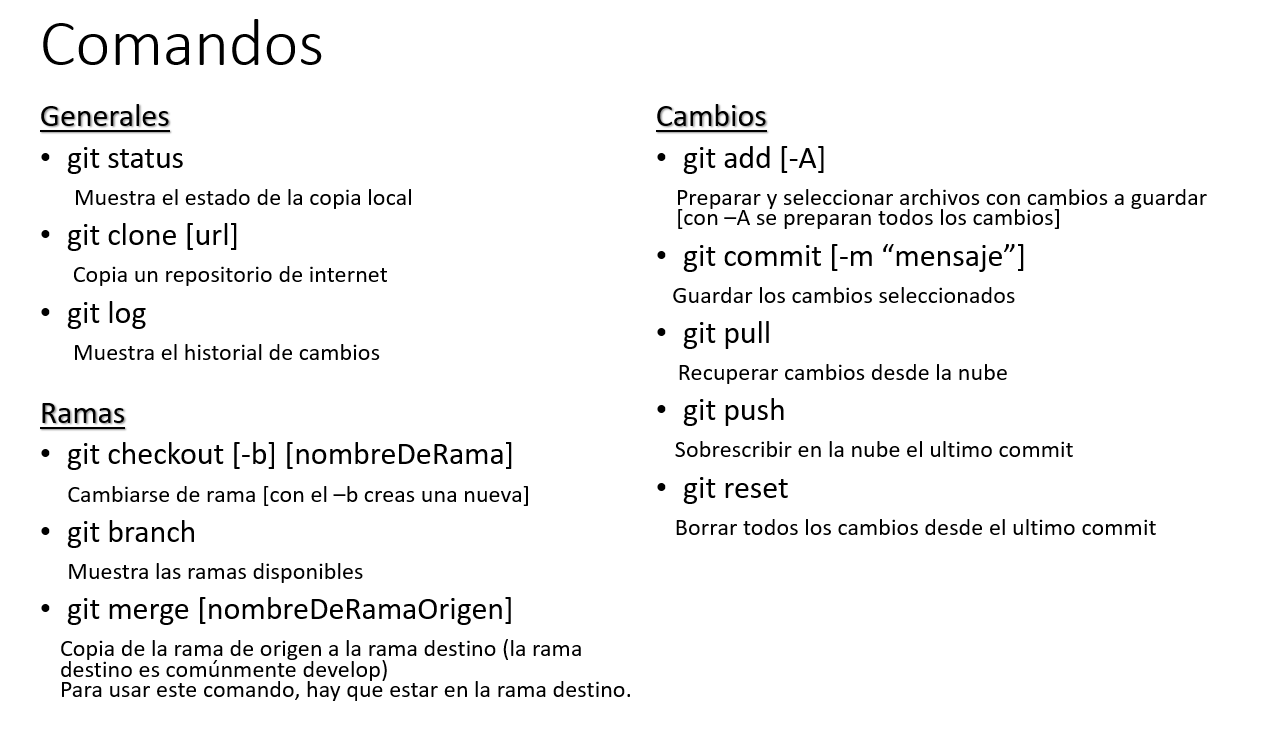 Comandos
Generales
• git status
Muestra el estado de la copia local
• git clone [url]
Copia un repositorio de internet
• git log
Muestra el historial de cambios
Ramas
• git checkout [-b] [nombreDeRama]
Cambiarse de rama [con el –b creas una nueva]
• git branch
Muestra las ramas disponibles
• git merge [nombreDeRamaOrigen]
Copia de la rama de origen a la rama destino (la rama
destino es comúnmente develop)
Para usar este comando, hay que estar en la rama destino.
Cambios
• git add [-A]
Preparar y seleccionar archivos con cambios a guardar
[con –A se preparan todos los cambios]
• git commit [-m “mensaje”]
Guardar los cambios seleccionados
• git pull
Recuperar cambios desde la nube
• git push
Sobrescribir en la nube el ultimo commit
• git reset
Borrar todos los cambios desde el ultimo commit